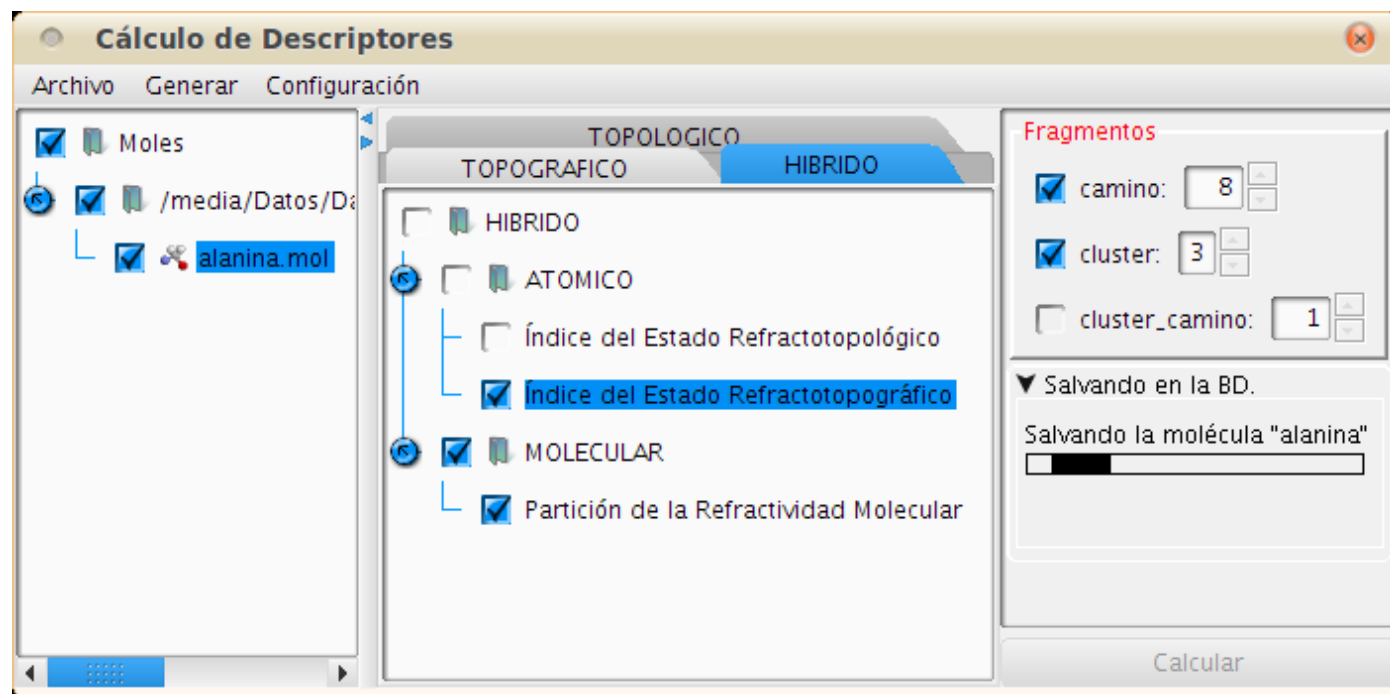 Cálculo de Descriptores
Archivo Generar Configuración
Moles
/media/Datos/Da
alanina.mol
TOPOLOGICO
TOPOGRAFICO
HIBRIDO
HIBRIDO
ATOMICO
Índice del Estado Refractotopológico
Índice del Estado Refractotopográfico
MOLECULAR
Partición de la Refractividad Molecular
Fragmentos
camino: 8
cluster: 3
cluster_camino: 1
Salvando en la BD.
Salvando la molécula "alanina"
Calcular